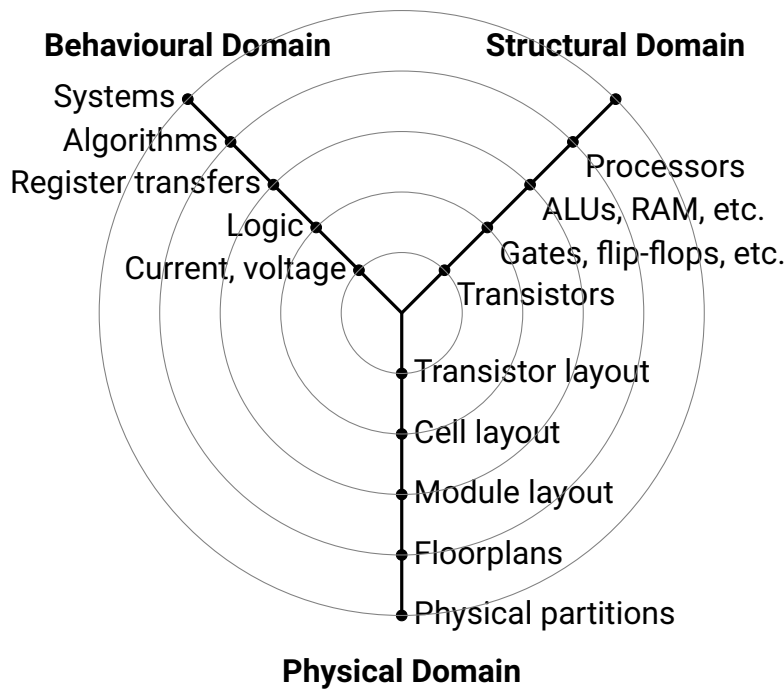 Behavioural Domain
Structural Domain
Systems
Algorithms
Register transfers
Logic
Current, voltage
Processors
ALUs, RAM, etc.
Gates, flip-flops, etc.
Transistors
Transistor layout
Cell layout
Module layout
Floorplans
Physical partitions
Physical Domain